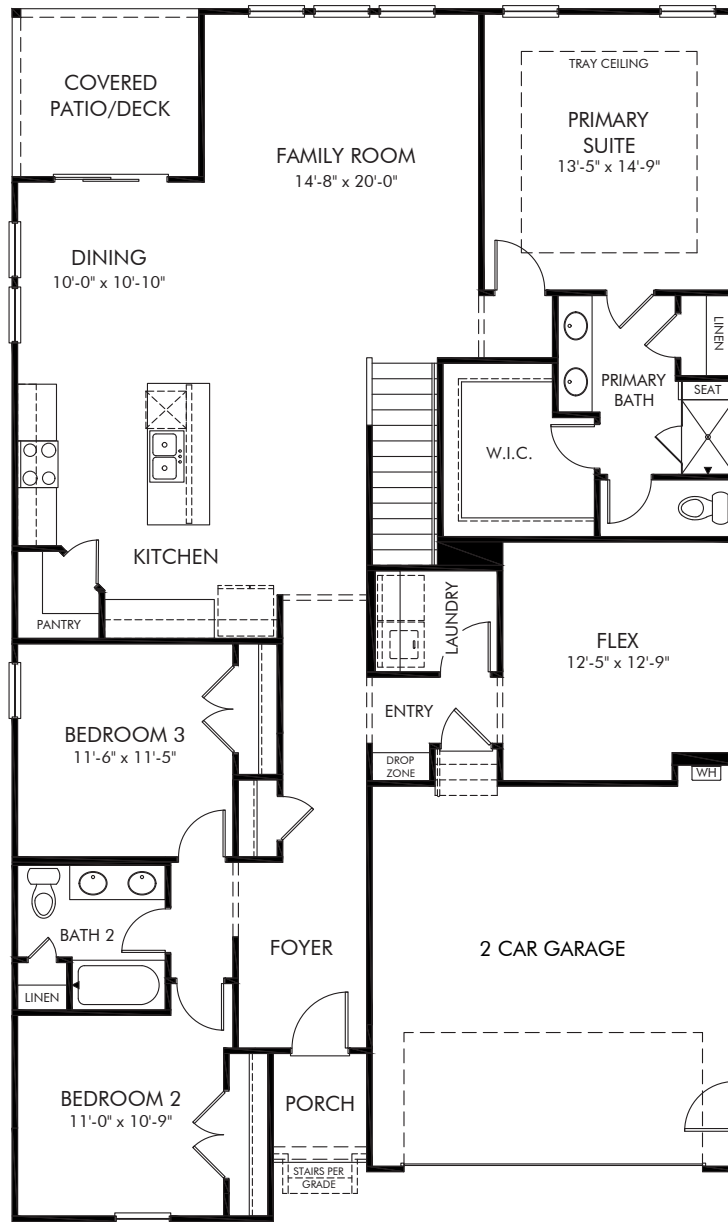 COVERED
PATIO/DECK
TRAY CEILING
PRIMARY
SUITE
13'-5" x 14'-9"
FAMILY ROOM
14'-8" x 20'-0"
DINING
10'-0" x 10'-10"
LINEN
PRIMARY
BATH
SEAT
W.I.C.
KITCHEN
PANTRY
LAUNDRY
FLEX
12'-5" x 12'-9"
ENTRY
BEDROOM 3
11'-6" x 11'-5"
DROP
ZONE
WH
BATH 2
FOYER
2 CAR GARAGE
LINEN
BEDROOM 2
11'-0" x 10'-9"
PORCH
STAIRS PER
GRADE